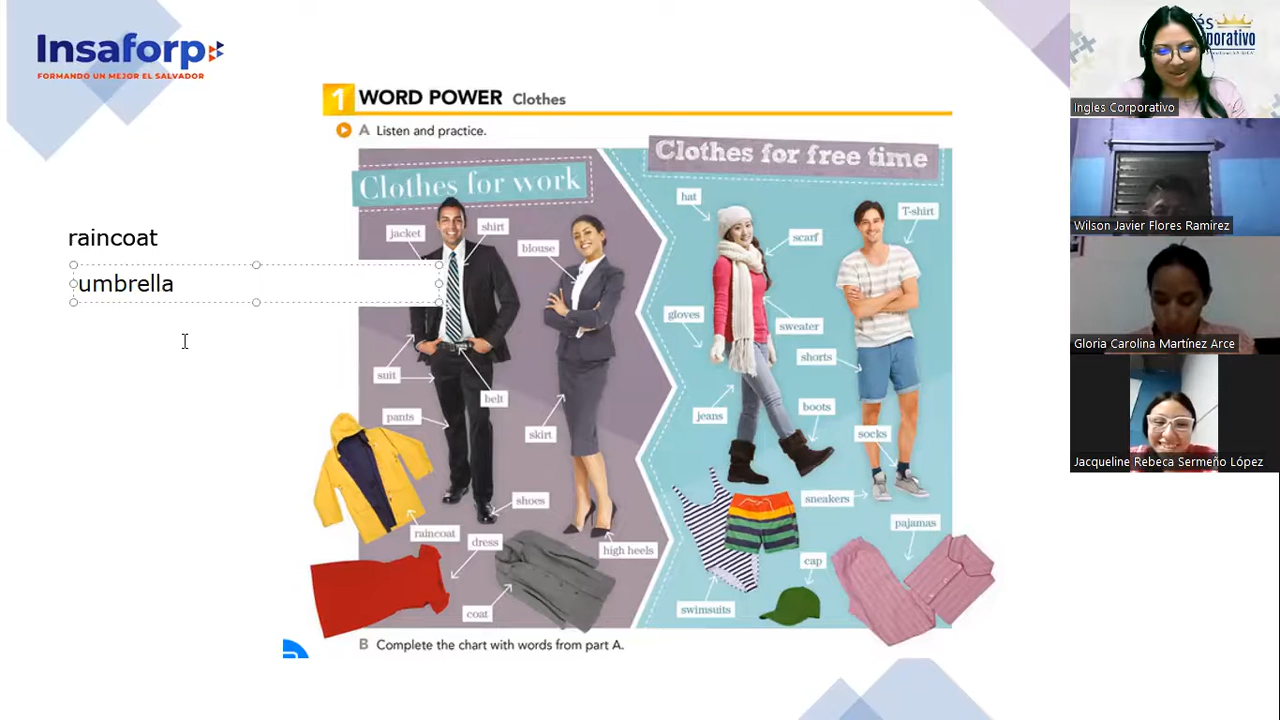 Insaforp
FORMANDO UN MEJOR EL SALVADOR
1 WORD POWER Clothes
A Listen and practice.
Clothes for work
Clothes for free time
raincoat
umbrella
jacket
shirt
blouse
suit
belt
pants
skirt
shoes
raincoat
dress
high heels
coat
hat
T-shirt
scarf
gloves
sweater
shorts
jeans
boots
socks
sneakers
pajamas
cap
swimsuits
B Complete the chart with words from part A.
Ingles Corporativo
Wilson Javier Flores Ramirez
Gloria Carolina Martínez Arce
Jacqueline Rebeca Sermeño López